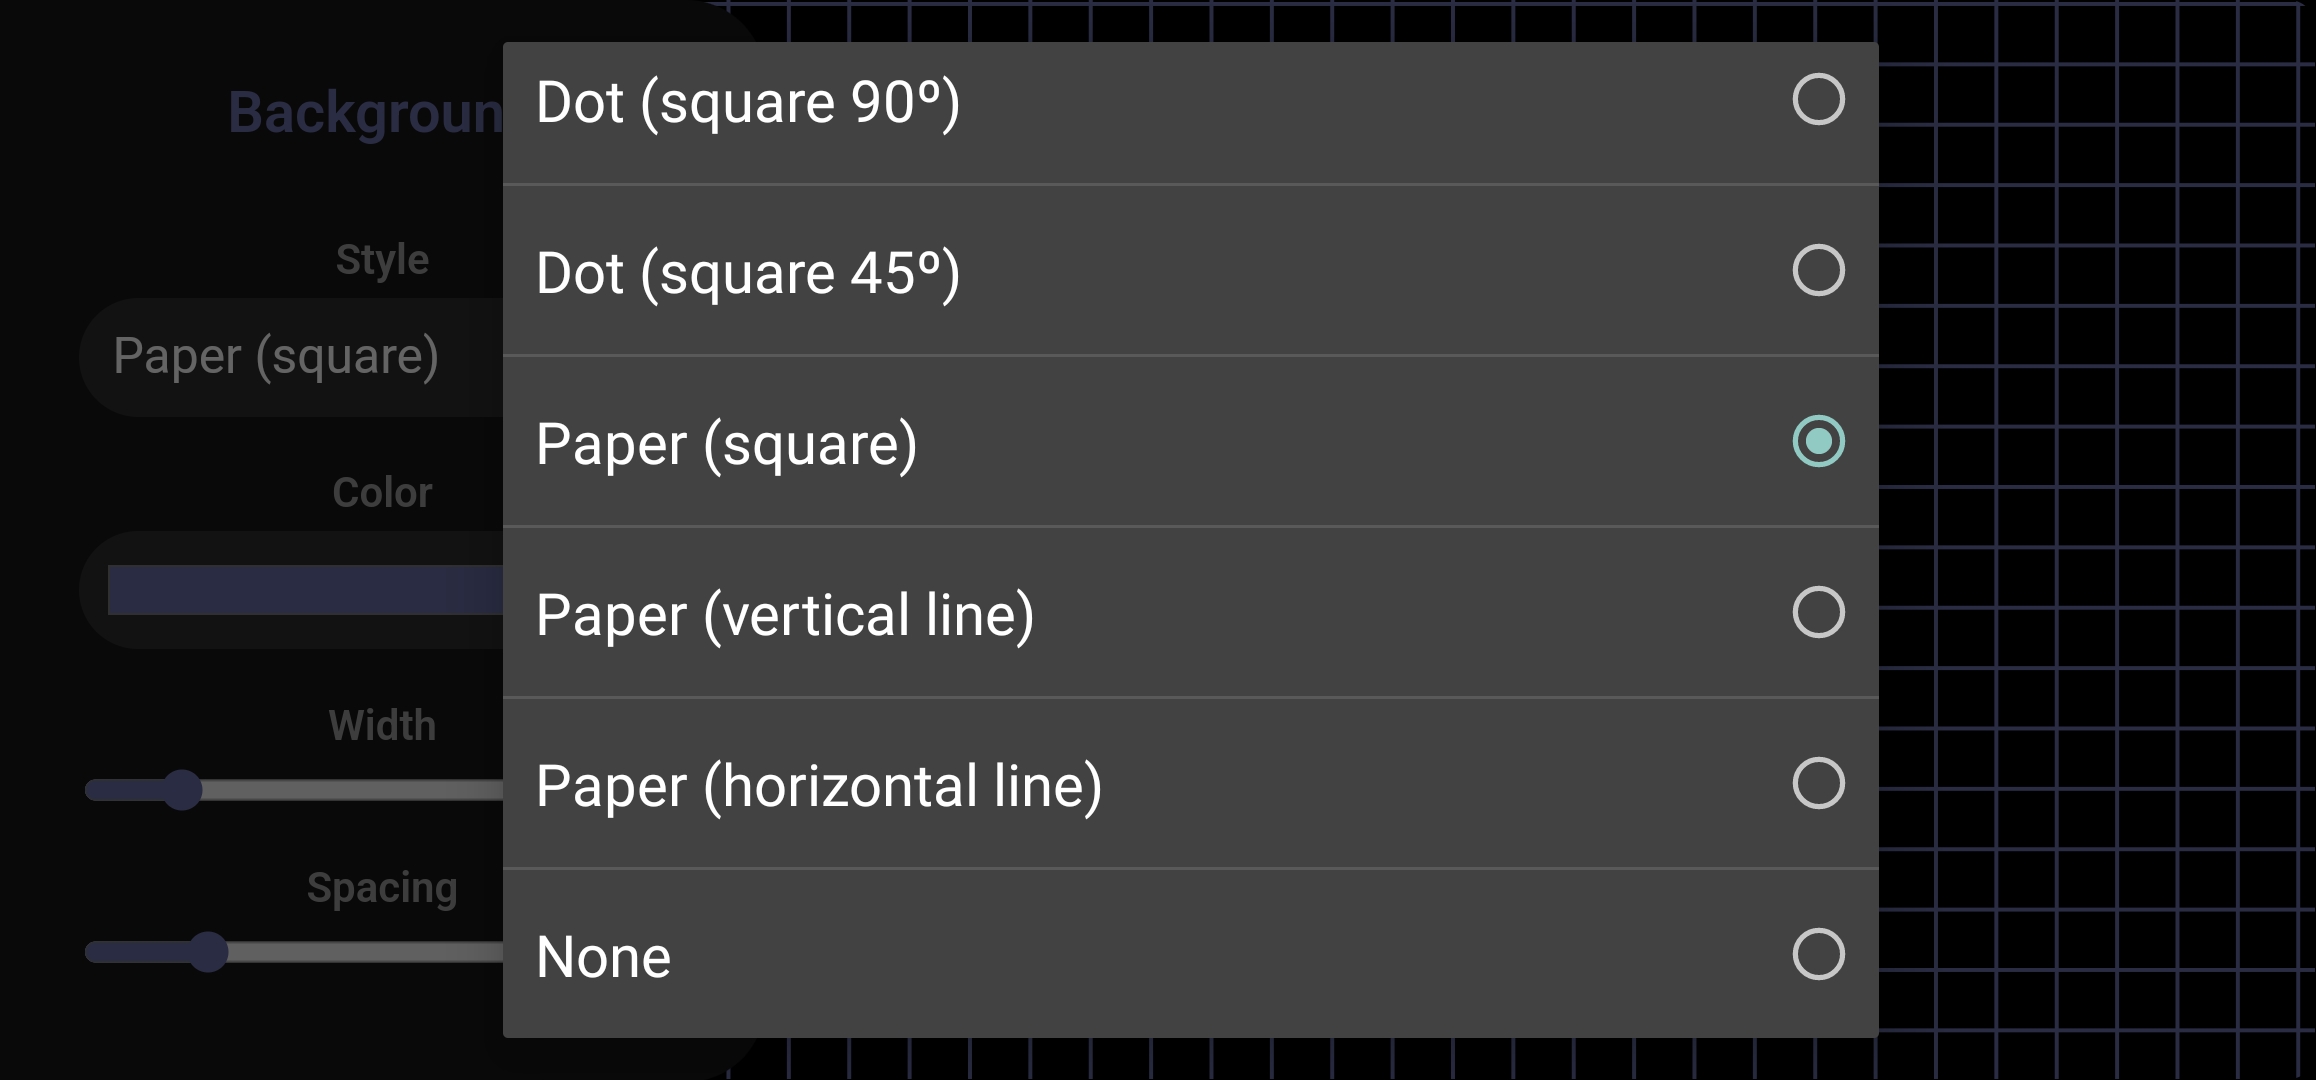 Backgroun
Style
Paper (square)
Color
Width
Spacing
Dot (square 90º)
Dot (square 45º)
Paper (square)
Paper (vertical line)
Paper (horizontal line)
None